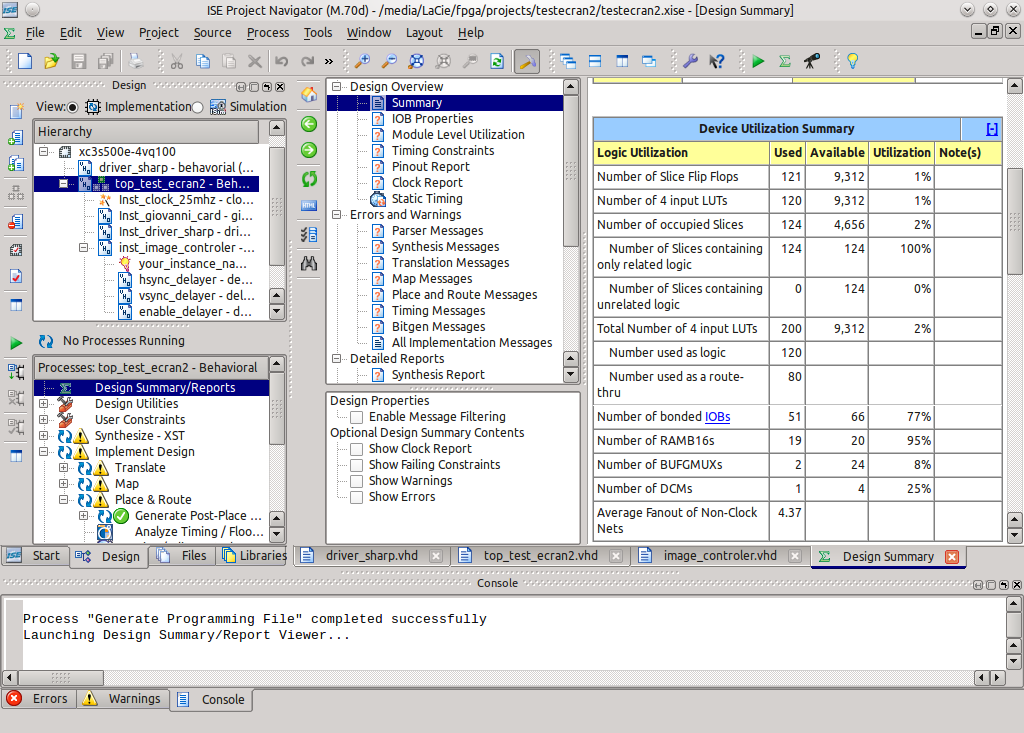 ISE Project Navigator (M.70d) - /media/LaCie/fpga/projects/testecran2/testecran2.xise - [Design Summary]
File Edit View Project Source Process Tools Window Layout Help
»
Design
View: Implementation Simulation
Hierarchy
xc3s500e-4vq100
driver_sharp - behavorial (...
top_test_ecran2 - Beh...
Inst_clock_25mhz - clo...
Inst_giovanni_card - gi...
Inst_driver_sharp - dri...
inst_image_controler -...
your_instance_na...
hsync_delayer - de...
vsync_delayer - del...
enable_delayer - d...
No Processes Running
Processes: top_test_ecran2 - Behavioral
Design Summary/Reports
Design Utilities
User Constraints
Synthesize - XST
Implement Design
Translate
Map
Place & Route
Generate Post-Place ...
Analyze Timing / Floo...
Start Design Files Libraries
Design Overview
Summary
IOB Properties
Module Level Utilization
Timing Constraints
Pinout Report
Clock Report
Static Timing
Errors and Warnings
Parser Messages
Synthesis Messages
Translation Messages
Map Messages
Place and Route Messages
Timing Messages
Bitgen Messages
All Implementation Messages
Detailed Reports
Synthesis Report
Design Properties
Enable Message Filtering
Optional Design Summary Contents
Show Clock Report
Show Failing Constraints
Show Warnings
Show Errors
Device Utilization Summary [-]
Logic Utilization Used Available Utilization Note(s)
Number of Slice Flip Flops 121 9,312 1%
Number of 4 input LUTs 120 9,312 1%
Number of occupied Slices 124 4,656 2%
Number of Slices containing only related logic 124 124 100%
Number of Slices containing unrelated logic 0 124 0%
Total Number of 4 input LUTs 200 9,312 2%
Number used as logic 120
Number used as a route-thru 80
Number of bonded IOBs 51 66 77%
Number of RAMB16s 19 20 95%
Number of BUFGMUXs 2 24 8%
Number of DCMs 1 4 25%
Average Fanout of Non-Clock Nets 4.37
driver_sharp.vhd top_test_ecran2.vhd image_controler.vhd Design Summary
Console
Process "Generate Programming File" completed successfully
Launching Design Summary/Report Viewer...
Errors Warnings Console